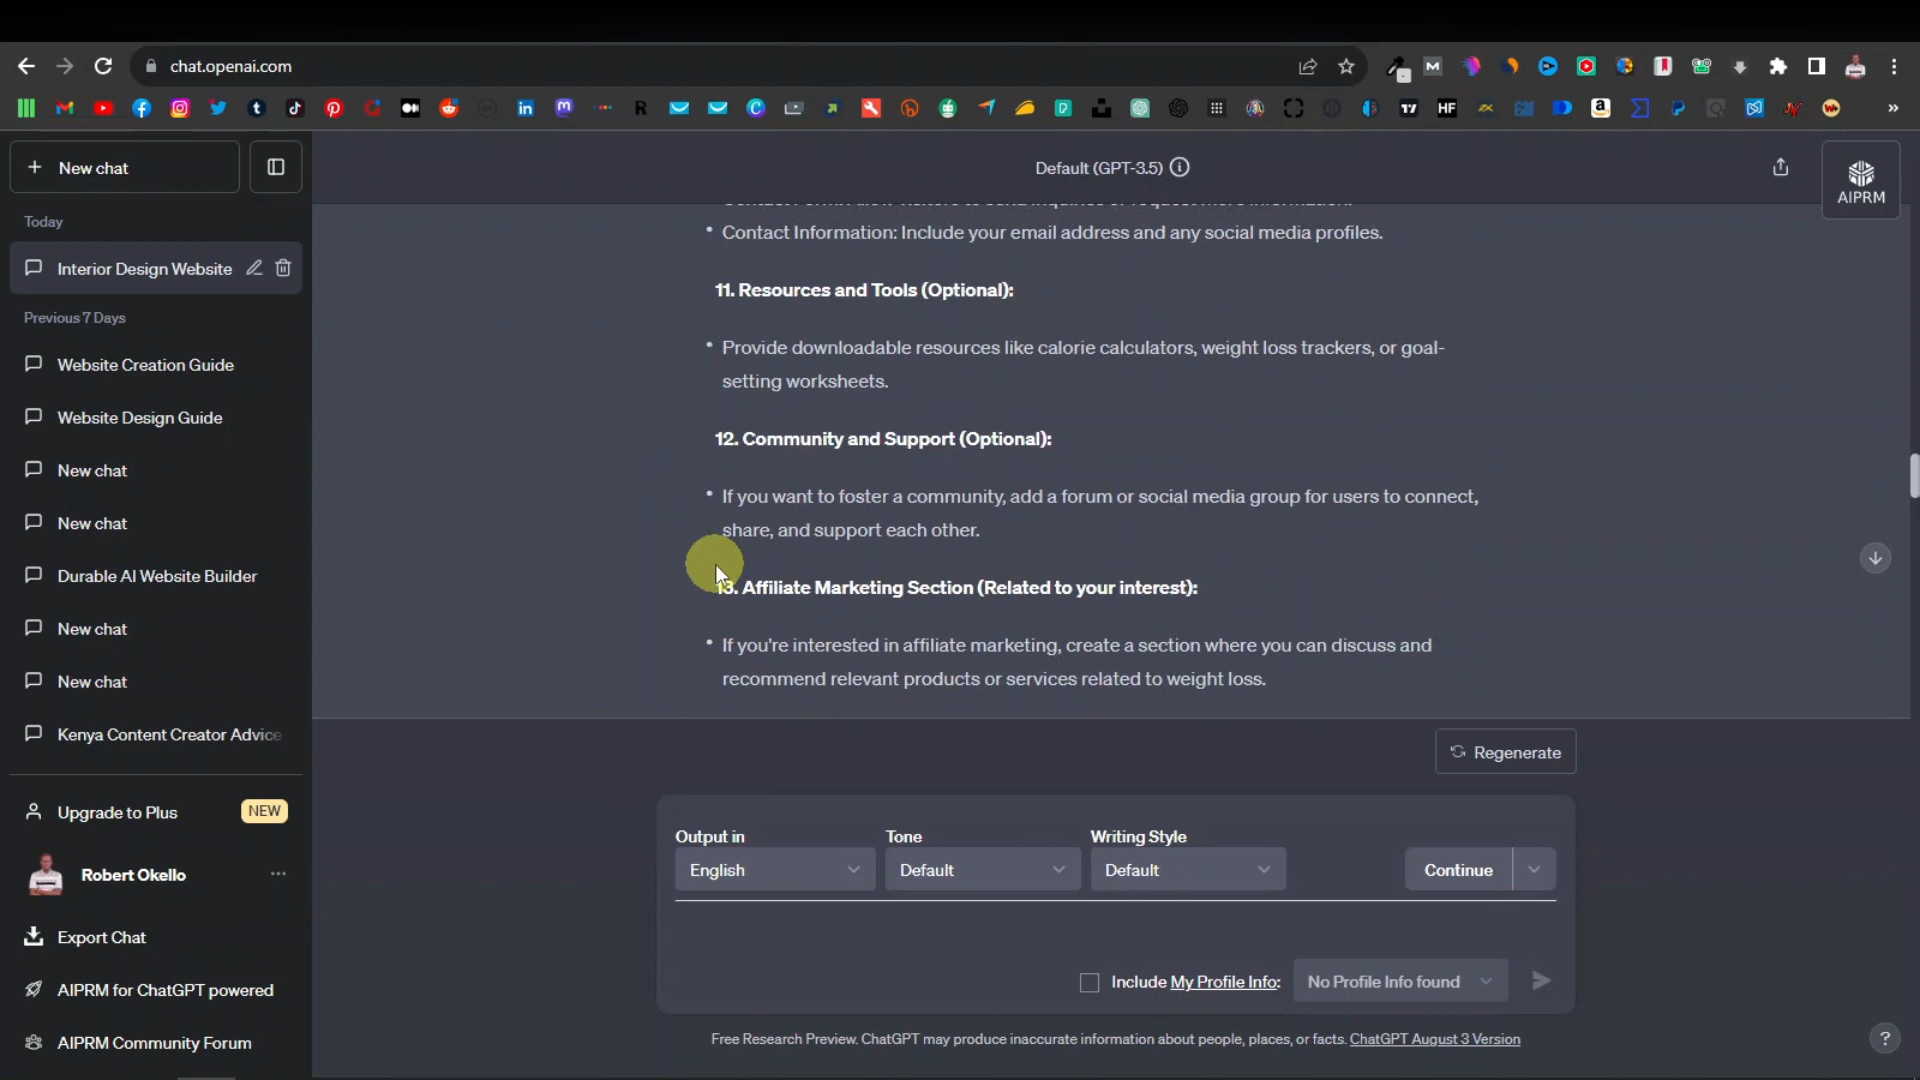 chat.openai.com
New chat
Default (GPT-3.5)
AIPRM
Today
Interior Design Website
Previous 7 Days
Website Creation Guide
Website Design Guide
New chat
New chat
Durable AI Website Builder
New chat
New chat
Kenya Content Creator Advice
Upgrade to Plus
NEW
Robert Okello
Export Chat
AIPRM for ChatGPT powered
AIPRM Community Forum
• Contact Information: Include your email address and any social media profiles.
11. Resources and Tools (Optional):
• Provide downloadable resources like calorie calculators, weight loss trackers, or goal-
setting worksheets.
12. Community and Support (Optional):
• If you want to foster a community, add a forum or social media group for users to connect,
share, and support each other.
13. Affiliate Marketing Section (Related to your interest):
• If you're interested in affiliate marketing, create a section where you can discuss and
recommend relevant products or services related to weight loss.
Regenerate
Output in
Tone
Writing Style
English
Default
Default
Continue
Include My Profile Info:
No Profile Info found
Free Research Preview. ChatGPT may produce inaccurate information about people, places, or facts. ChatGPT August 3 Version
?